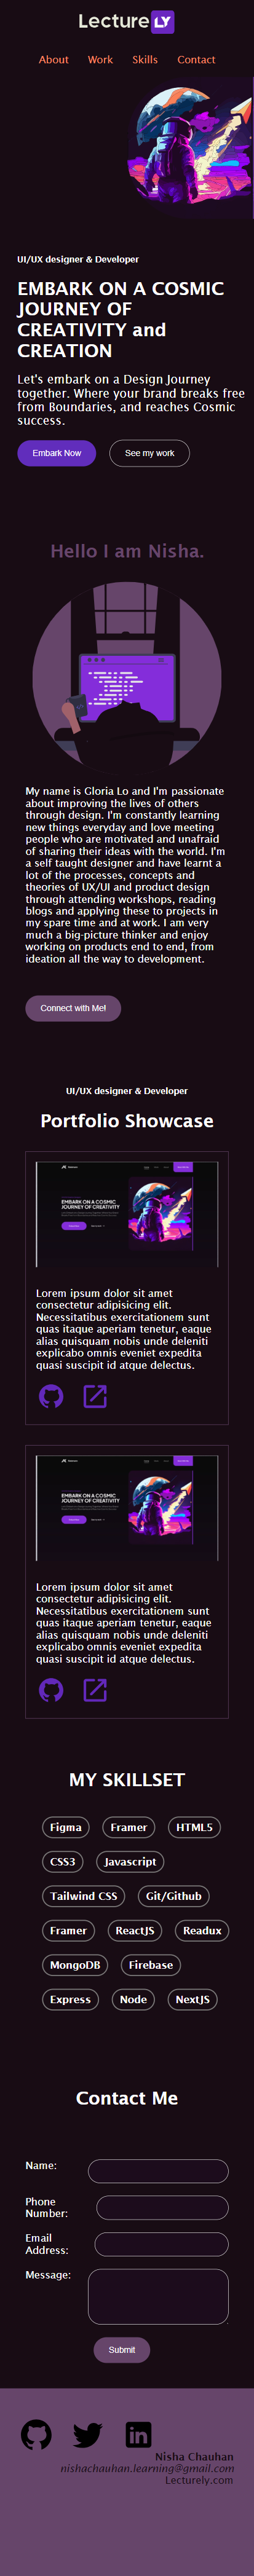 LectureLY
About Work Skills Contact
UI/UX designer & Developer
EMBARK ON A COSMIC
JOURNEY OF
CREATIVITY and
CREATION
Let's embark on a Design Journey
together. Where your brand breaks free
from Boundaries, and reaches Cosmic
success.
Embark Now See my work
Hello I am Nisha.
My name is Gloria Lo and I'm passionate
about improving the lives of others
through design. I'm constantly learning
new things everyday and love meeting
people who are motivated and unafraid
of sharing their ideas with the world. I'm
a self taught designer and have learnt a
lot of the processes, concepts and
theories of UX/UI and product design
through attending workshops, reading
blogs and applying these to projects in
my spare time and at work. I am very
much a big-picture thinker and enjoy
working on products end to end, from
ideation all the way to development.
Connect with Me!
UI/UX designer & Developer
Portfolio Showcase
EMBARK ON A COSMIC
JOURNEY OF CREATIVITY
Lorem ipsum dolor sit amet
consectetur adipisicing elit.
Necessitatibus exercitationem sunt
quas itaque aperiam tenetur, eaque
alias quisquam nobis unde deleniti
explicabo omnis eveniet expedita
quasi suscipit id atque delectus.
EMBARK ON A COSMIC
JOURNEY OF CREATIVITY
Lorem ipsum dolor sit amet
consectetur adipisicing elit.
Necessitatibus exercitationem sunt
quas itaque aperiam tenetur, eaque
alias quisquam nobis unde deleniti
explicabo omnis eveniet expedita
quasi suscipit id atque delectus.
MY SKILLSET
Figma Framer HTML5
CSS3 Javascript
Tailwind CSS Git/Github
Framer ReactJS Readux
MongoDB Firebase
Express Node NextJS
Contact Me
Name:
Phone
Number:
Email
Address:
Message:
Submit
Nisha Chauhan
nishachauhan.learning@gmail.com
Lecturely.com